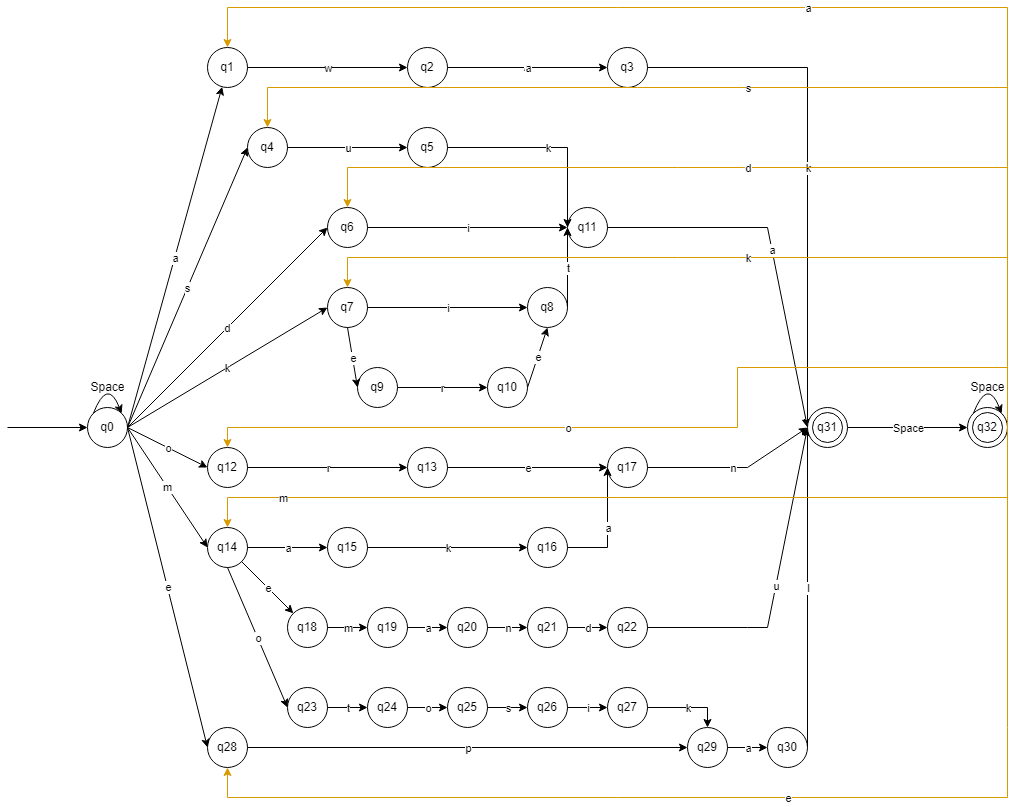 a
q1 w q2 a q3
s
q4 u q5 k
d k
q6 i q11
a
a
k
t
s
q7 i q8
d
e e
k
q9 r q10
Space Space
q0 q31 Space q32
o
o
q12 r q13 e q17 n
m
m
a
q14 a q15 k q16
e e u l
q18 m q19 a q20 n q21 d q22
o
q23 t q24 o q25 s q26 i q27 k
q28 p q29 a q30
e